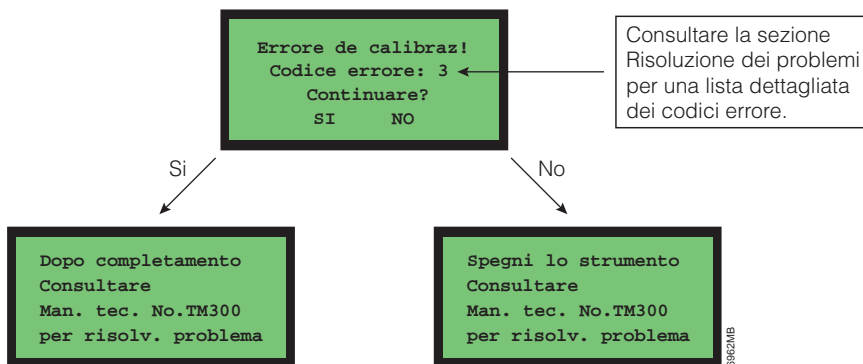 Errore de calibraz!
Codice errore: 3
Continuare?
SI NO
Consultare la sezione
Risoluzione dei problemi
per una lista dettagliata
dei codici errore.
Si
No
Dopo completamento
Consultare
Man. tec. No.TM300
per risolv. problema
Spegni lo strumento
Consultare
Man. tec. No.TM300
per risolv. problema